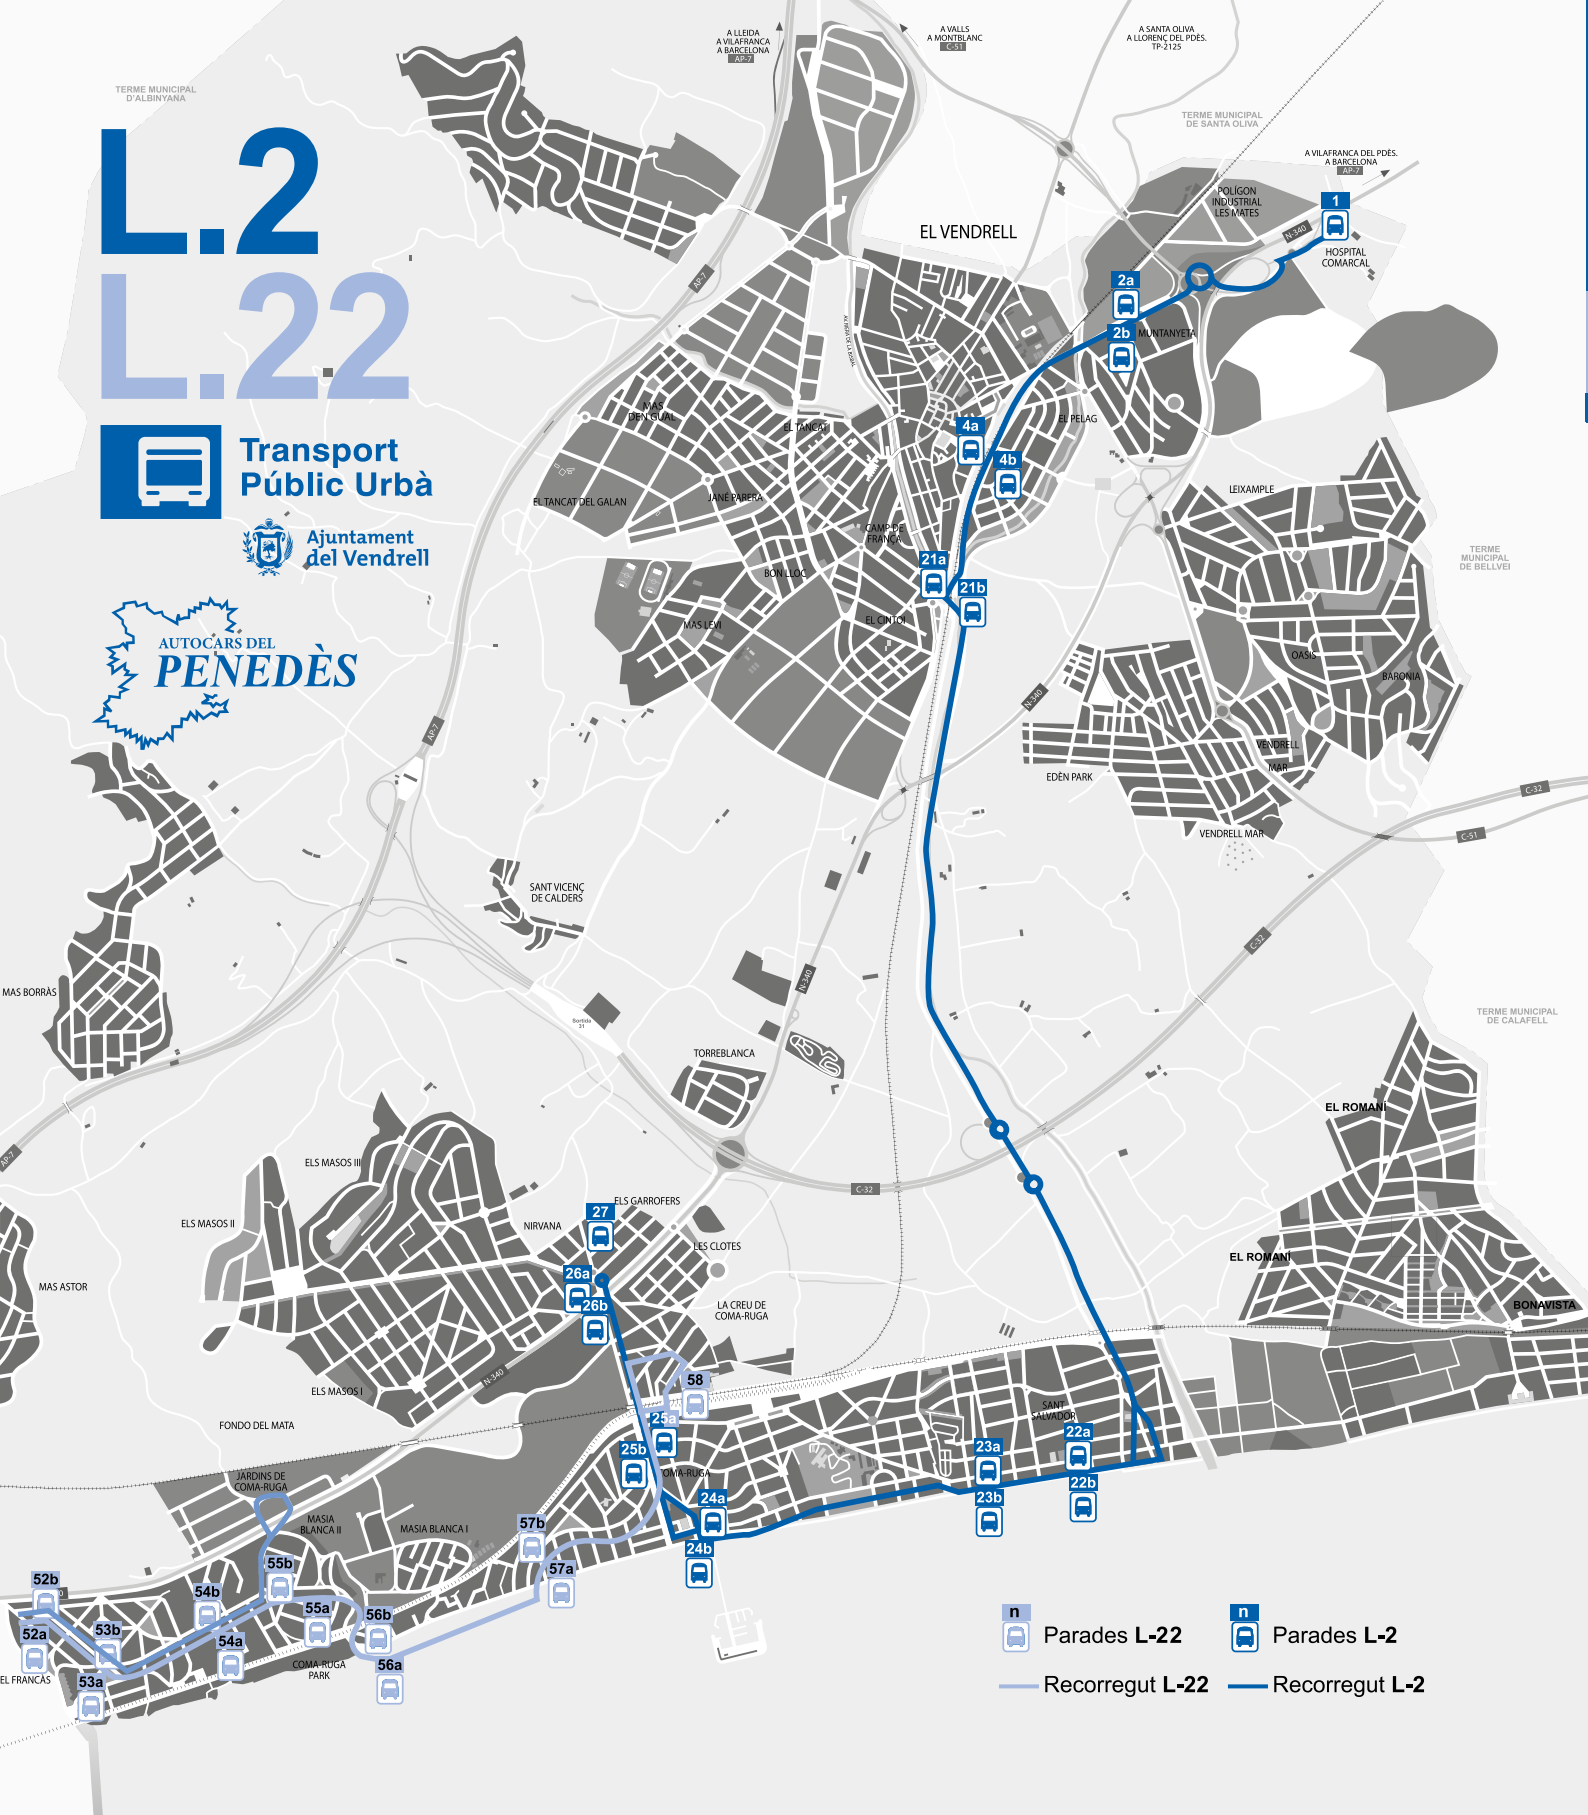 A LLEIDA
A VILAFRANCA
A BARCELONA
AP-7
A VALLS
A MONTBLANC
C-51
A SANTA OLIVA
A LLORENÇ DEL PDÈS.
TP-2125
TERME MUNICIPAL
D'ALBINYANA
TERME MUNICIPAL
DE SANTA OLIVA
A VILAFRANCA DEL PDÈS.
A BARCELONA
AP-7
L.2
L.22
Transport
Públic Urbà
Ajuntament
del Vendrell
AUTOCARS DEL
PENEDÈS
POLÍGON
INDUSTRIAL
LES MATES
1
N-340
HOSPITAL
COMARCAL
EL VENDRELL
AP-7
2a
2b
MUNTANYETA
AV. RIERA DE LA BISBAL
MAS
D'EN GUAL
EL TANCAT
EL PELAG
4a
4b
EL TANCAT DEL GALAN
JANÉ PARERA
LEIXAMPLE
CAMP DE
FRANÇA
TERME
MUNICIPAL
DE BELLVEI
21a
21b
BON LLOC
MAS LEVI
EL CINTOI
OASIS
BARONIA
N-340
AP-7
VENDRELL
MAR
EDÈN PARK
C-32
C-51
VENDRELL MAR
SANT VICENÇ
DE CALDERS
C-32
N-340
MAS BORRÀS
Sortida
31
TERME MUNICIPAL
DE CALAFELL
TORREBLANCA
EL ROMANÍ
AP-7
ELS MASOS III
C-32
ELS GARROFERS
27
ELS MASOS II
NIRVANA
LES CLOTES
EL ROMANÍ
26a
26b
MAS ASTOR
LA CREU DE
COMA-RUGA
BONAVISTA
N-340
ELS MASOS I
58
FONDO DEL MATA
SANT
SALVADOR
25a
25b
22a
22b
23a
23b
COMA-RUGA
JARDINS DE
COMA-RUGA
24a
24b
MASIA
BLANCA II
MASIA BLANCA I
57b
57a
55b
52b
54b
55a
56b
53b
52a
54a
56a
53a
COMA-RUGA
PARK
EL FRANCÀS
n
Parades L-22
n
Parades L-2
Recorregut L-22
Recorregut L-2